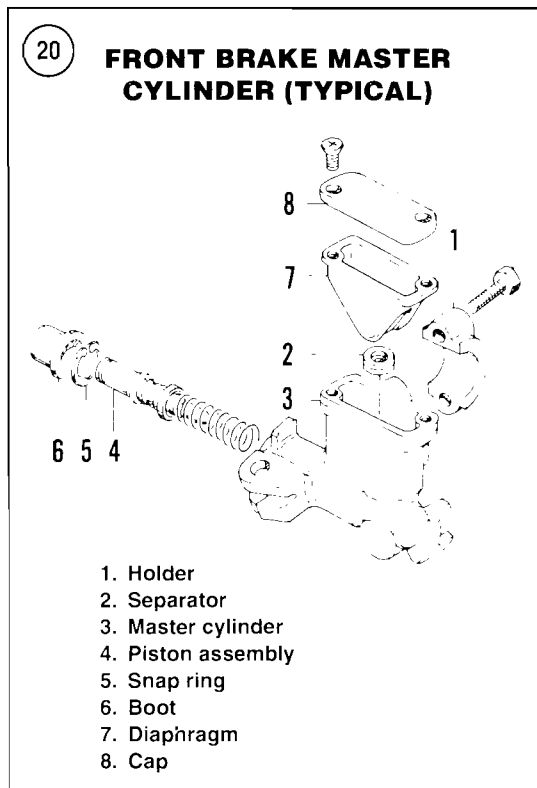 20
FRONT BRAKE MASTER
CYLINDER (TYPICAL)
8
1
7
2
3
6 5 4
1. Holder
2. Separator
3. Master cylinder
4. Piston assembly
5. Snap ring
6. Boot
7. Diaphragm
8. Cap